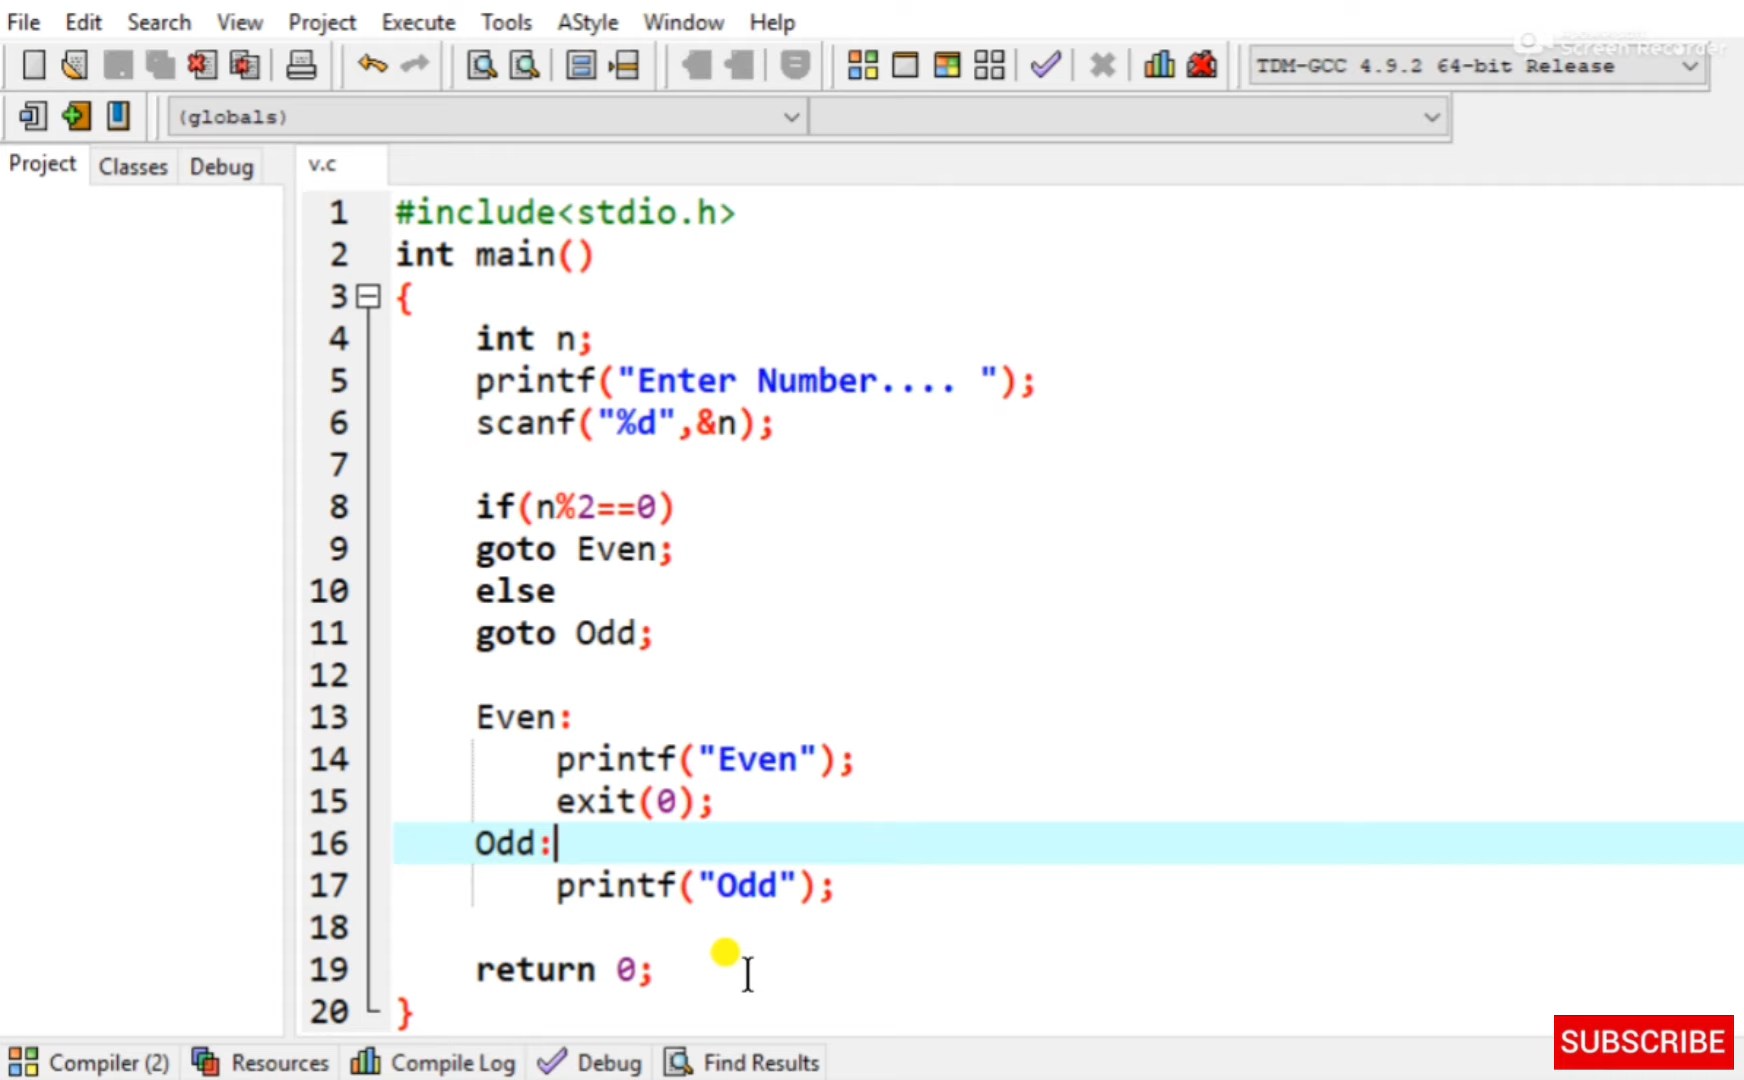 File Edit Search View Project Execute Tools AStyle Window Help
Screen Recorder
TDM-GCC 4.9.2 64-bit Release
(globals)
Project Classes Debug v.c
1 #include<stdio.h>
2 int main()
3 {
4 int n;
5 printf("Enter Number.... ");
6 scanf("%d",&n);
7
8 if(n%2==0)
9 goto Even;
10 else
11 goto Odd;
12
13 Even:
14 printf("Even");
15 exit(0);
16 Odd:
17 printf("Odd");
18
19 return 0;
20 }
SUBSCRIBE
Compiler (2) Resources Compile Log Debug Find Results